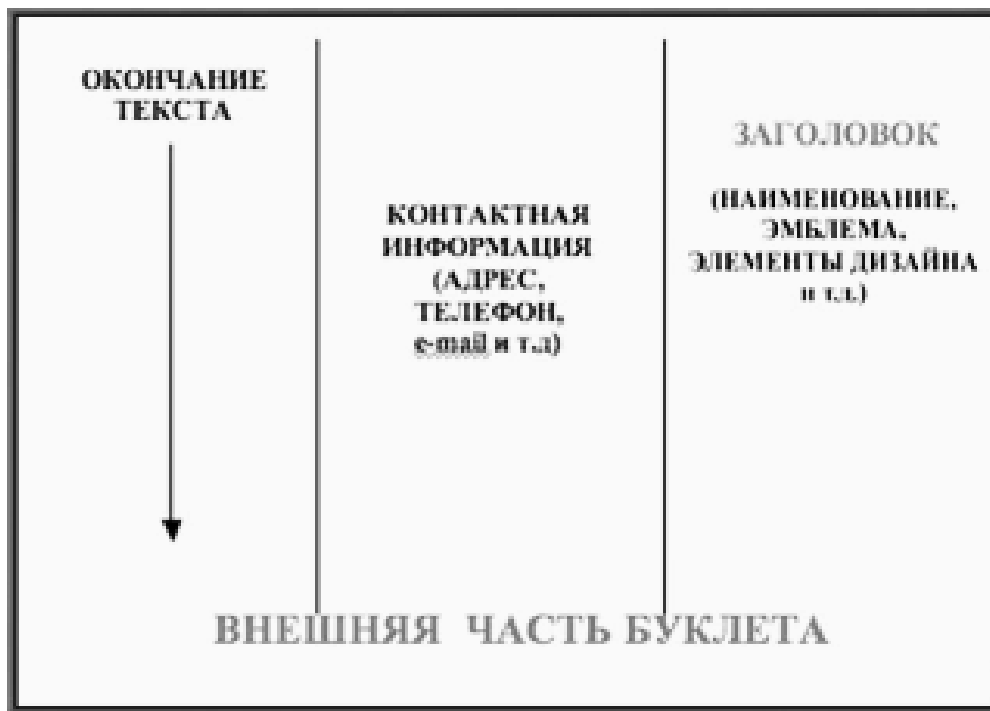 ОКОНЧАНИЕ
ТЕКСТА
КОНТАКТНАЯ
ИНФОРМАЦИЯ
(АДРЕС,
ТЕЛЕФОН,
e-mail и т.д)
ЗАГОЛОВОК
(НАИМЕНОВАНИЕ,
ЭМБЛЕМА,
ЭЛЕМЕНТЫ ДИЗАЙНА
и т.д.)
ВНЕШНЯЯ ЧАСТЬ БУКЛЕТА